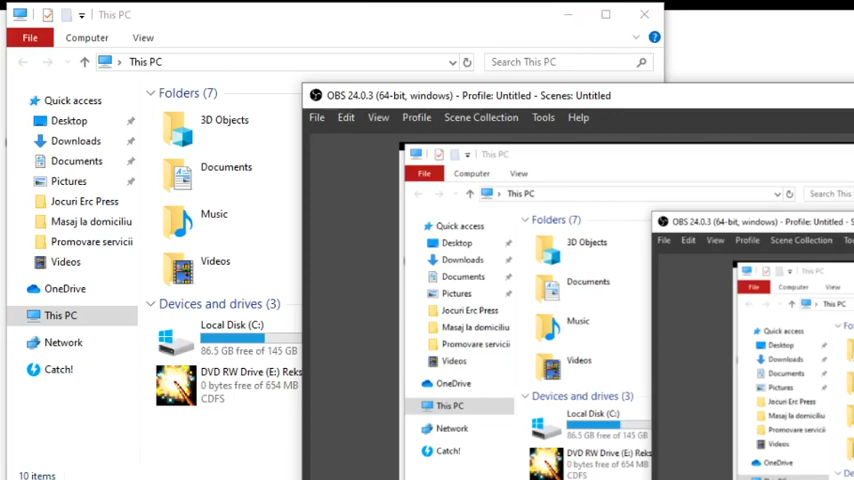 This PC
File Computer View
This PC
Search This PC
Quick access
Desktop
Downloads
Documents
Pictures
Jocuri Erc Press
Masaj la domiciliu
Promovare servicii
Videos
OneDrive
This PC
Network
Catch!
10 items
Folders (7)
3D Objects
Documents
Music
Videos
Devices and drives (3)
Local Disk (C:)
86.5 GB free of 145 GB
DVD RW Drive (E:) Reks
0 bytes free of 654 MB
CDFS
OBS 24.0.3 (64-bit, windows) - Profile: Untitled - Scenes: Untitled
File Edit View Profile Scene Collection Tools Help
This PC
File Computer View
This PC
Search This
Quick access
Desktop
Downloads
Documents
Pictures
Jocuri Erc Press
Masaj la domiciliu
Promovare servicii
Videos
OneDrive
This PC
Network
Catch!
Folders (7)
3D Objects
Documents
Music
Videos
Devices and drives (3)
Local Disk (C:)
86.5 GB free of 145 GB
DVD RW Drive (E:) Reks
0 bytes free of 654 MB
CDFS
OBS 24.0.3 (64-bit, windows) - Profile: Untitled - S
File Edit View Profile Scene Collection
This PC
File Computer View
This PC
Quick access
Desktop
Downloads
Documents
Pictures
Jocuri Erc Press
Masaj la domiciliu
Promovare servicii
Videos
OneDrive